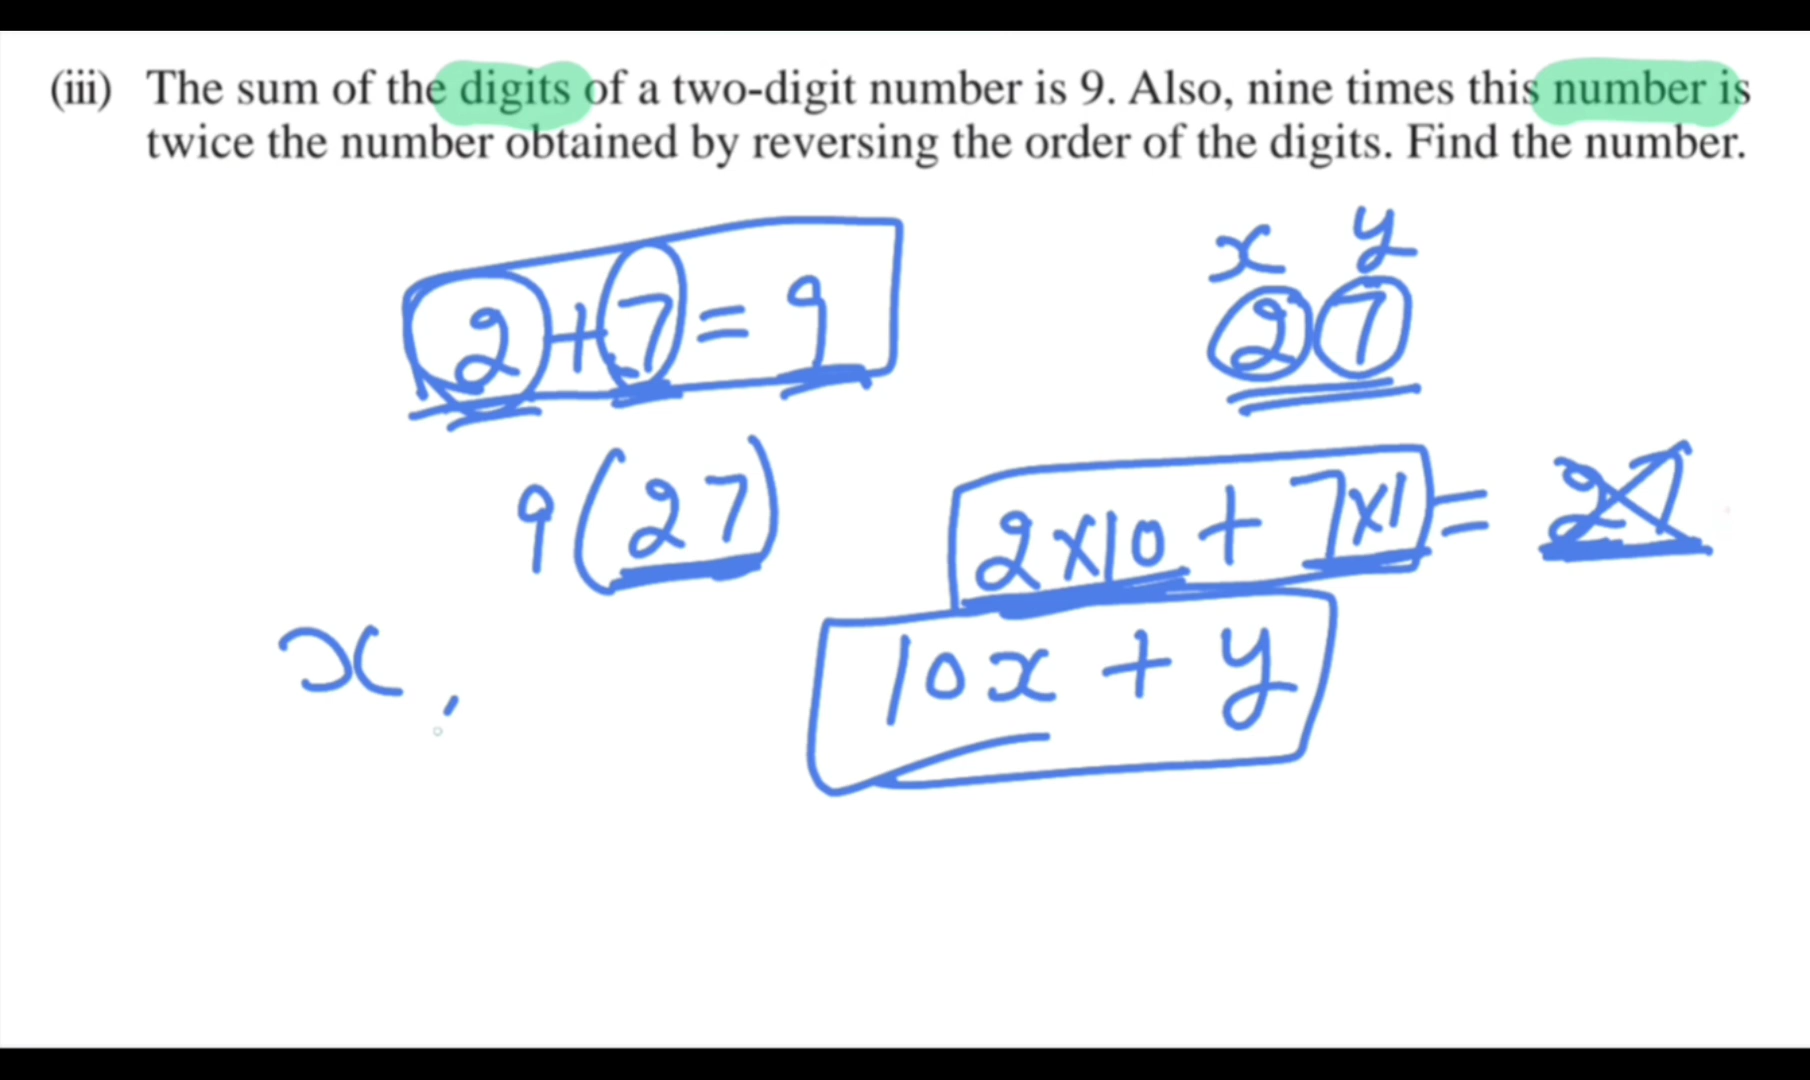 (iii) The sum of the digits of a two-digit number is 9. Also, nine times this number is
twice the number obtained by reversing the order of the digits. Find the number.
x y
2 + 7 = 9
27
9(27)
2×10 + 7×1 = 27
x,
10x + y